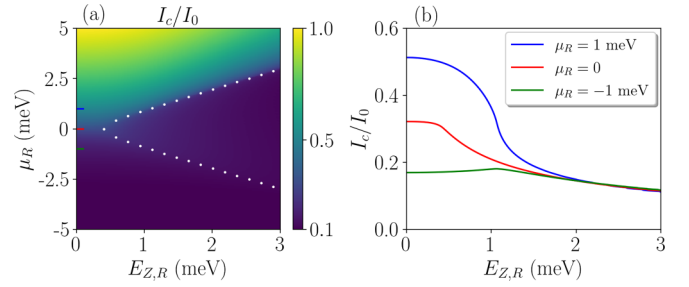 (a) I_c/I_0
5
2.5
0
-2.5
-5
μ_R (meV)
0 1 2 3
E_{Z,R} (meV)
1.0
0.5
0.1
(b)
0.6
0.4
0.2
0.0
I_c/I_0
0 1 2 3
E_{Z,R} (meV)
μ_R = 1 meV
μ_R = 0
μ_R = −1 meV